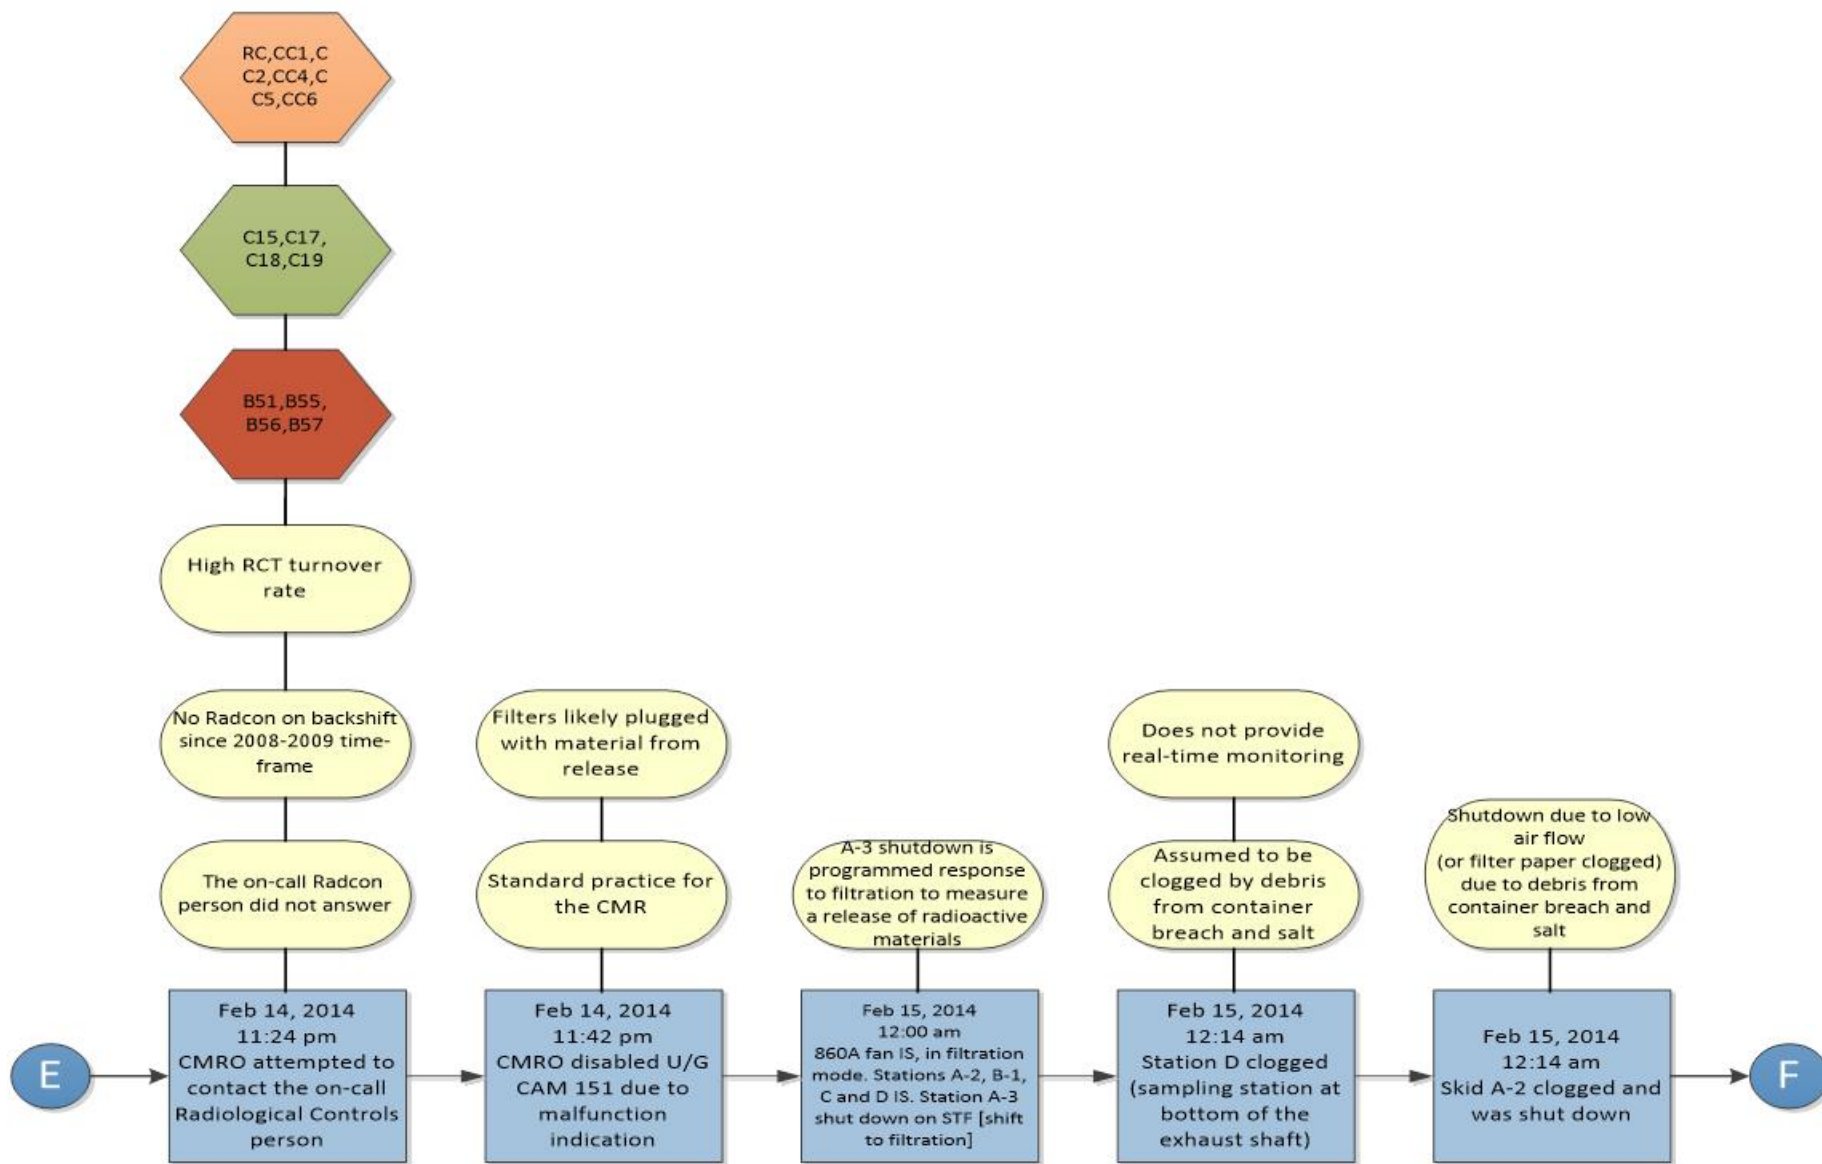 RC,CC1,C
C2,CC4,C
C5,CC6
C15,C17,
C18,C19
B51,B55,
B56,B57
High RCT turnover
rate
No Radcon on backshift
since 2008-2009 time-
frame
The on-call Radcon
person did not answer
Filters likely plugged
with material from
release
Standard practice for
the CMR
A-3 shutdown is
programmed response
to filtration to measure
a release of radioactive
materials
Does not provide
real-time monitoring
Assumed to be
clogged by debris
from container
breach and salt
Shutdown due to low
air flow
(or filter paper clogged)
due to debris from
container breach and
salt
E
Feb 14, 2014
11:24 pm
CMRO attempted to
contact the on-call
Radiological Controls
person
Feb 14, 2014
11:42 pm
CMRO disabled U/G
CAM 151 due to
malfunction
indication
Feb 15, 2014
12:00 am
860A fan IS, in filtration
mode. Stations A-2, B-1,
C and D IS. Station A-3
shut down on STF [shift
to filtration]
Feb 15, 2014
12:14 am
Station D clogged
(sampling station at
bottom of the
exhaust shaft)
Feb 15, 2014
12:14 am
Skid A-2 clogged and
was shut down
F